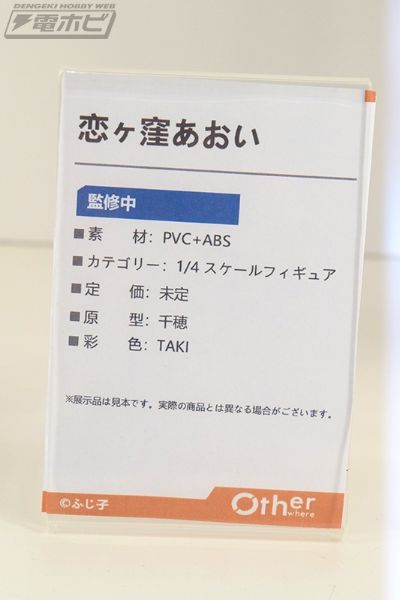 DENGEKI HOBBY WEB
電ホビ
恋ヶ窪あおい
監修中
■素　　材：PVC+ABS
■カテゴリー：1/4 スケールフィギュア
■定　　価：未定
■原　　型：千穂
■彩　　色：TAKI
※展示品は見本です。実際の商品とは異なる場合がございます。
©ふじ子
Other
where